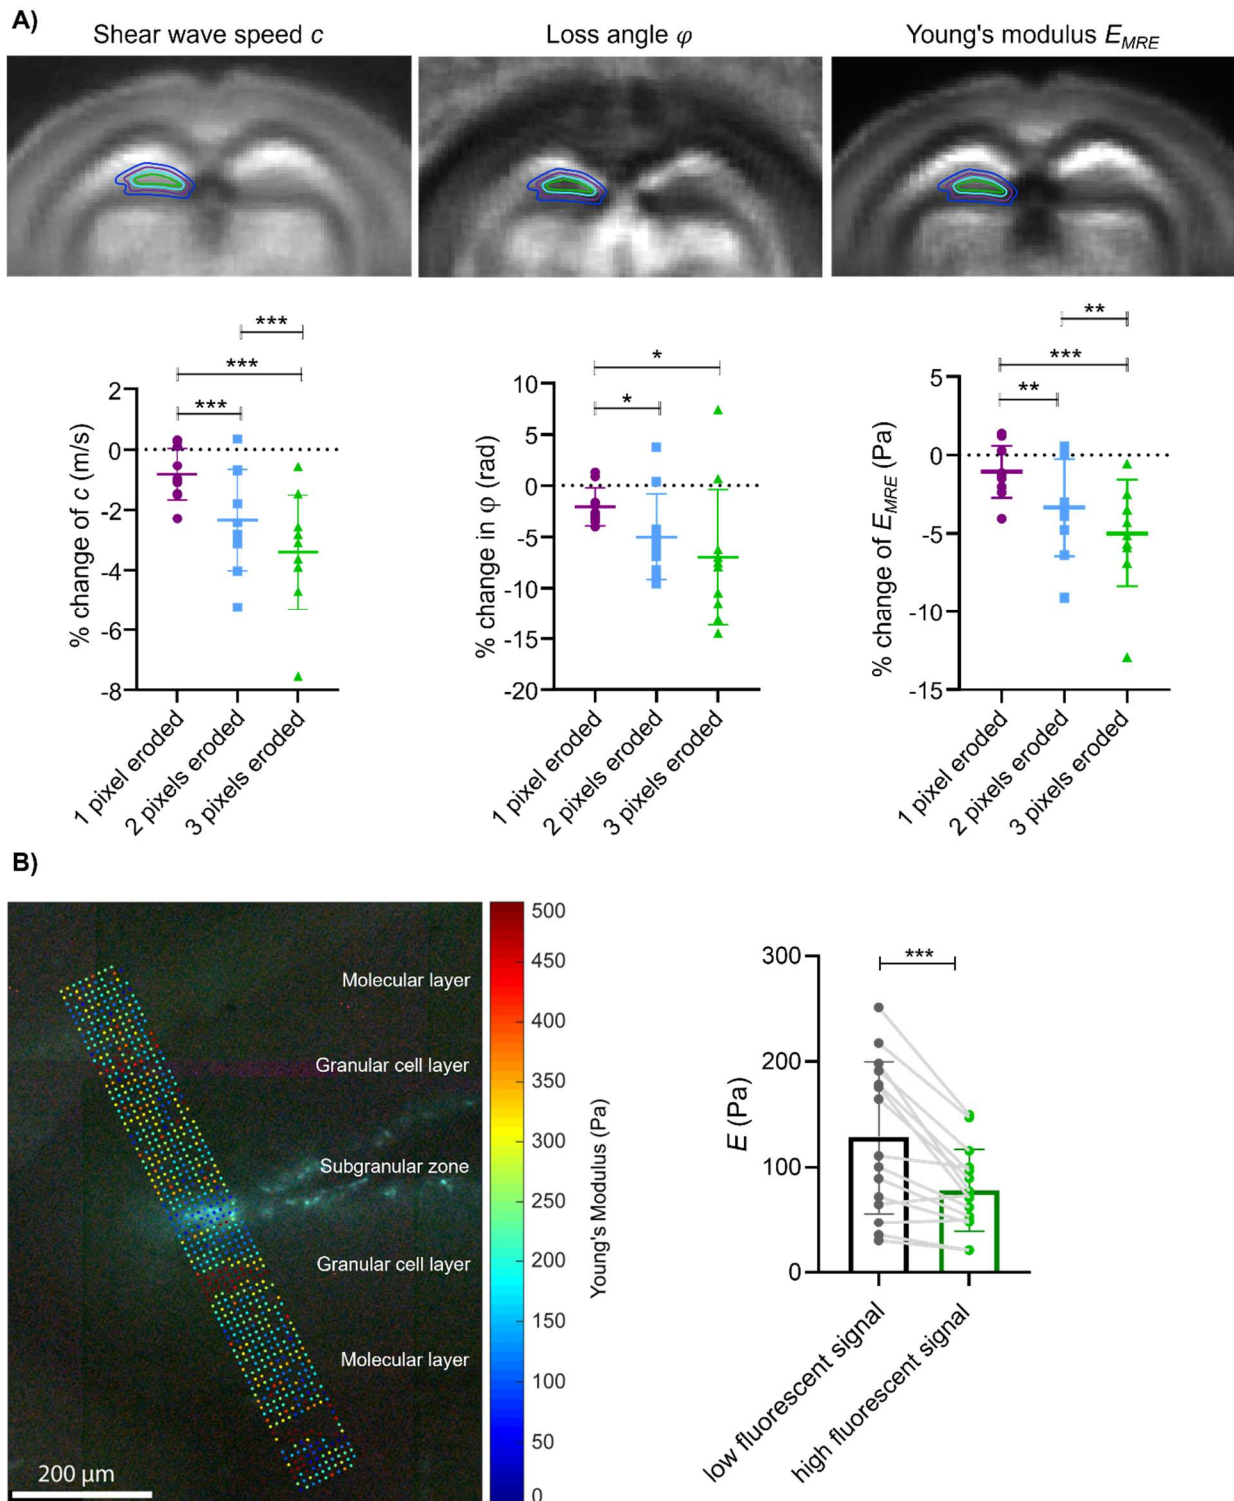 A)
Shear wave speed c
Loss angle φ
Young's modulus E_MRE
***
***
***
2
0
-2
-4
-6
-8
% change of c (m/s)
1 pixel eroded
2 pixels eroded
3 pixels eroded
*
*
10
5
0
-5
-10
-15
-20
% change in φ (rad)
1 pixel eroded
2 pixels eroded
3 pixels eroded
**
***
**
5
0
-5
-10
-15
% change of E_MRE (Pa)
1 pixel eroded
2 pixels eroded
3 pixels eroded
B)
Molecular layer
Granular cell layer
Subgranular zone
Granular cell layer
Molecular layer
200 µm
500
450
400
350
300
250
200
150
100
50
0
Young's Modulus (Pa)
***
300
200
100
0
E (Pa)
low fluorescent signal
high fluorescent signal